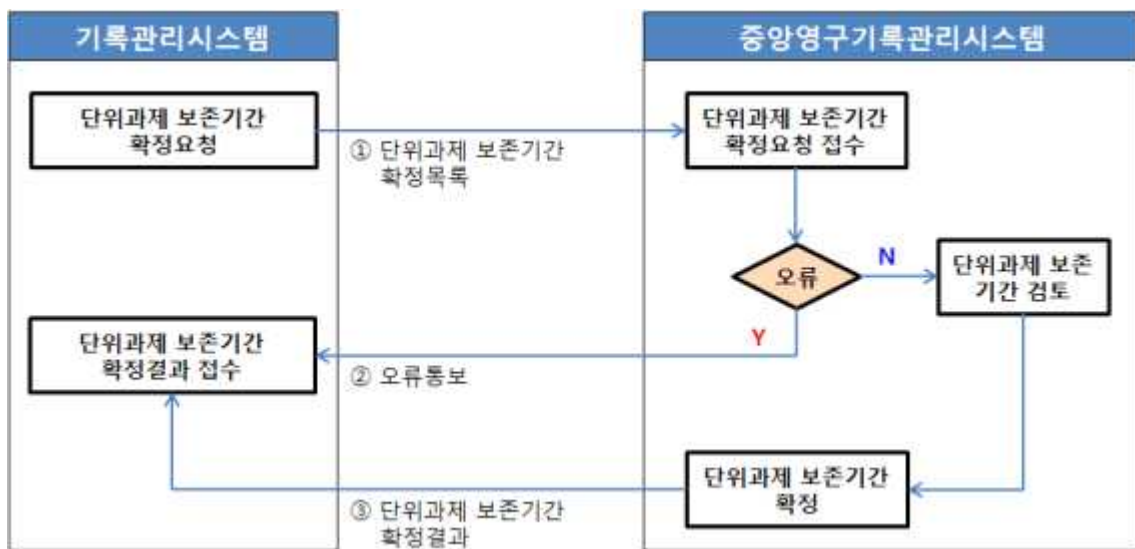 기록관리시스템
중앙영구기록관리시스템
단위과제 보존기간
확정요청
① 단위과제 보존기간
확정목록
단위과제 보존기간
확정요청 접수
오류
N
단위과제 보존
기간 검토
Y
단위과제 보존기간
확정결과 접수
② 오류통보
단위과제 보존기간
확정
③ 단위과제 보존기간
확정결과